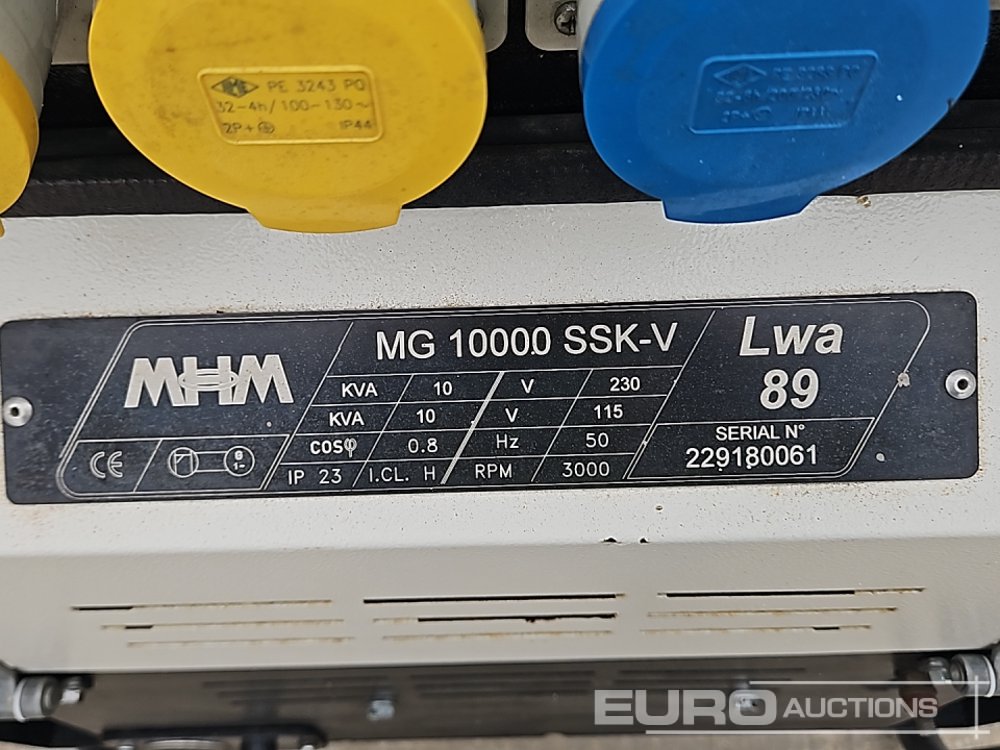 PE 3243 PO
32-4h/100~130~
2P+ IP44
MHM
MG 10000 SSK-V
KVA 10 V 230
KVA 10 V 115
COSφ 0.8 Hz 50
IP 23 I.CL. H RPM 3000
CE
G
1~
Lwa
89
SERIAL N°
229180061
EURO AUCTIONS